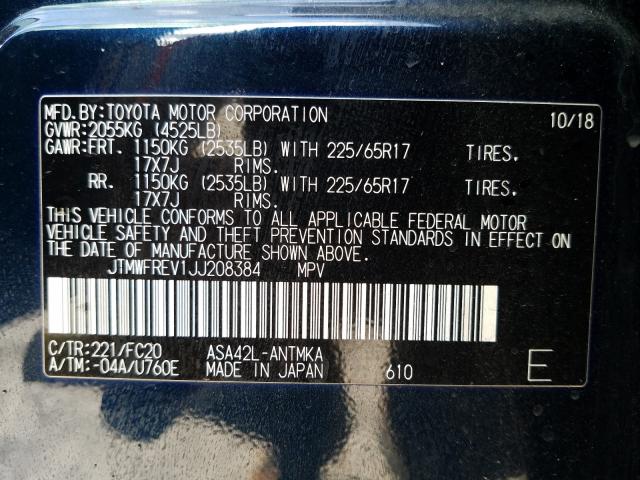 MFD.BY:TOYOTA MOTOR CORPORATION 10/18
GVWR:2055KG (4525LB)
GAWR:FRT. 1150KG (2535LB) WITH 225/65R17 TIRES.
17X7J RIMS.
RR. 1150KG (2535LB) WITH 225/65R17 TIRES.
17X7J RIMS.
THIS VEHICLE CONFORMS TO ALL APPLICABLE FEDERAL MOTOR
VEHICLE SAFETY AND THEFT PREVENTION STANDARDS IN EFFECT ON
THE DATE OF MANUFACTURE SHOWN ABOVE.
JTMWFREV1JJ208384 MPV
C/TR:221/FC20 ASA42L-ANTMKA
A/TM:-04A/U760E MADE IN JAPAN 610 E